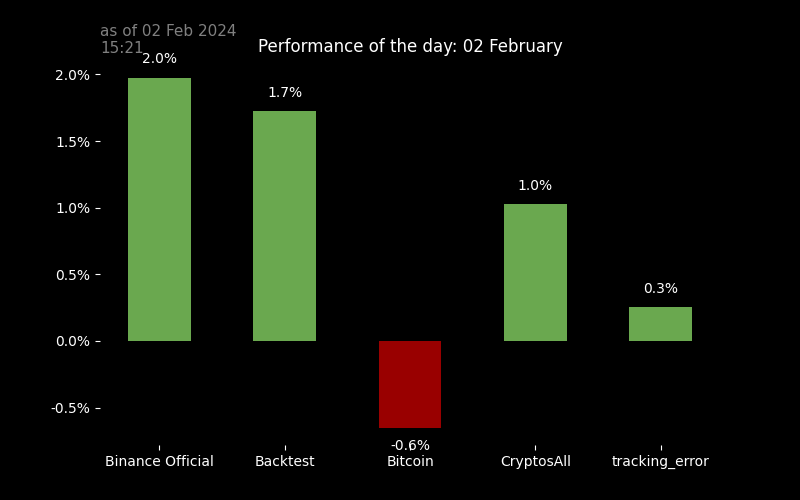 as of 02 Feb 2024
15:21
Performance of the day: 02 February
2.0%
1.5%
1.0%
0.5%
0.0%
-0.5%
2.0%
1.7%
-0.6%
1.0%
0.3%
Binance Official
Backtest
Bitcoin
CryptosAll
tracking_error